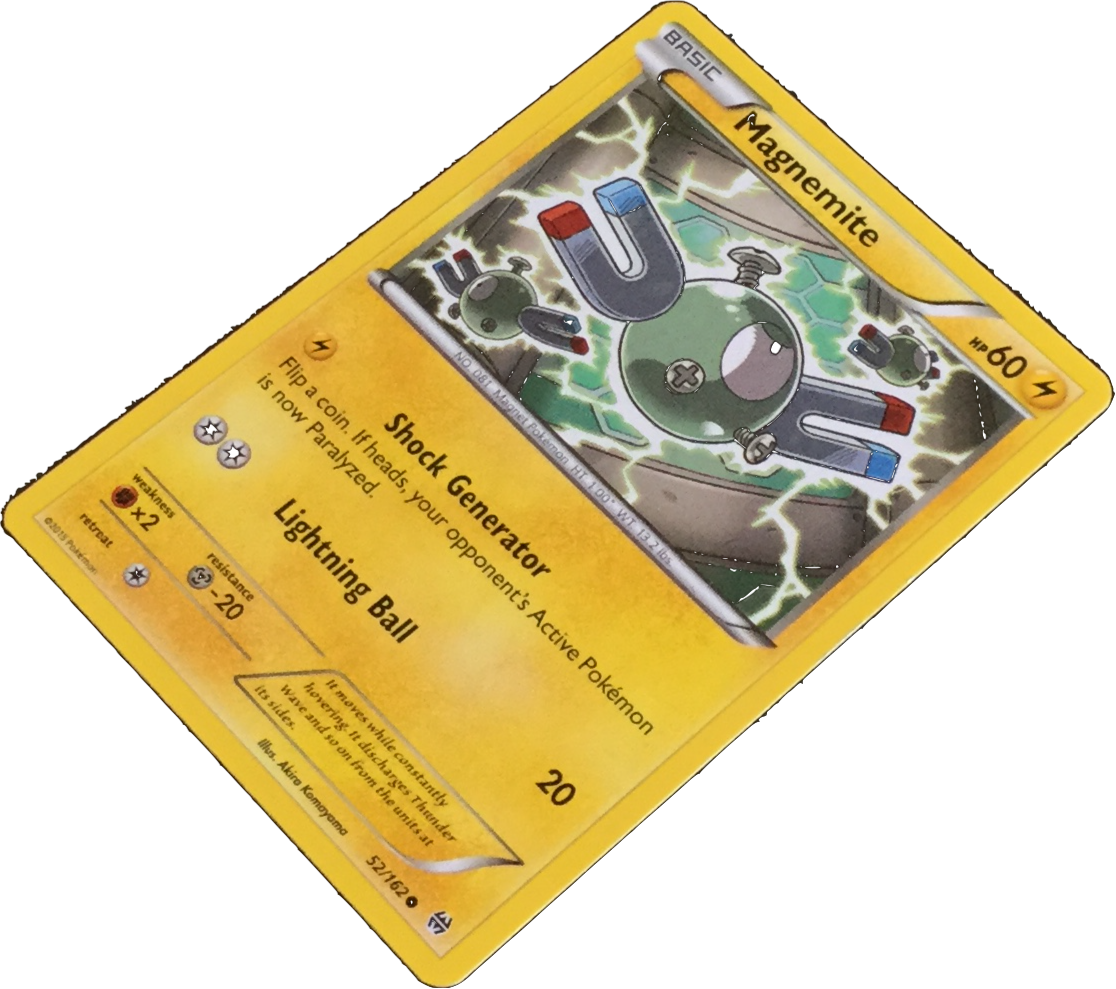 BASIC
Magnemite
HP60
NO. 081 Magnet Pokémon HT: 1'00" WT: 13.2 lbs.
Shock Generator
Flip a coin. If heads, your opponent's Active Pokémon
is now Paralyzed.
Lightning Ball 20
weakness
×2
resistance
-20
retreat
It moves while constantly
hovering. It discharges Thunder
Wave and so on from the units at
its sides.
Illus. Akira Komayama
©2015 Pokémon
52/162